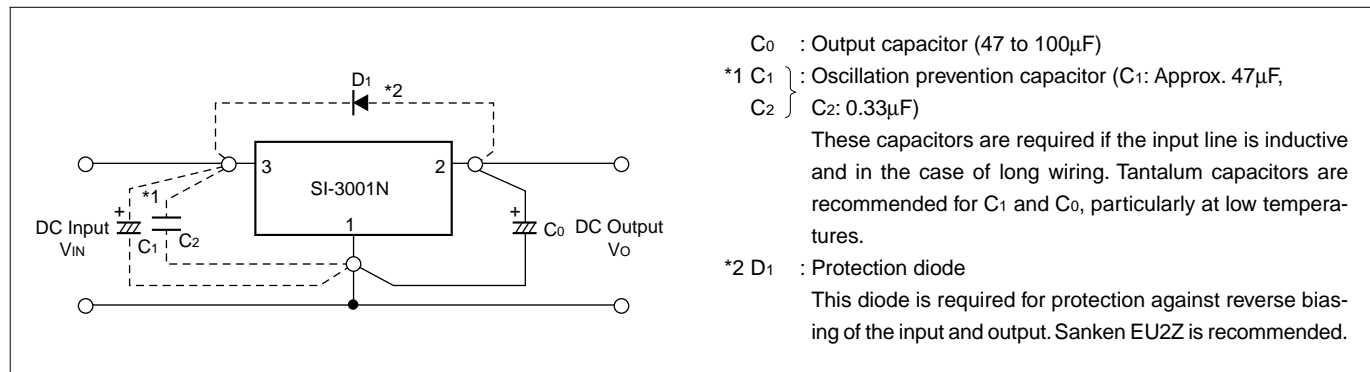 D1
*2
3
2
SI-3001N
1
*1
+
+
DC Input
VIN
C1
C2
C0
DC Output
VO
C0 : Output capacitor (47 to 100µF)
*1 C1 : Oscillation prevention capacitor (C1: Approx. 47µF,
C2 C2: 0.33µF)
These capacitors are required if the input line is inductive
and in the case of long wiring. Tantalum capacitors are
recommended for C1 and C0, particularly at low tempera-
tures.
*2 D1 : Protection diode
This diode is required for protection against reverse bias-
ing of the input and output. Sanken EU2Z is recommended.